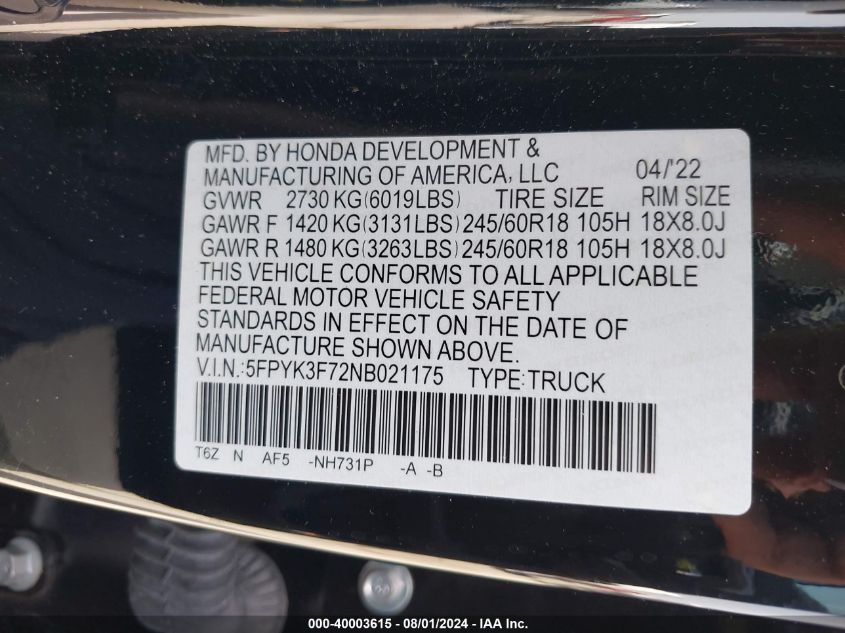 MFD. BY HONDA DEVELOPMENT &
MANUFACTURING OF AMERICA, LLC 04/'22
GVWR 2730 KG(6019LBS) TIRE SIZE RIM SIZE
GAWR F 1420 KG(3131LBS) 245/60R18 105H 18X8.0J
GAWR R 1480 KG(3263LBS) 245/60R18 105H 18X8.0J
THIS VEHICLE CONFORMS TO ALL APPLICABLE
FEDERAL MOTOR VEHICLE SAFETY
STANDARDS IN EFFECT ON THE DATE OF
MANUFACTURE SHOWN ABOVE.
V.I.N.:5FPYK3F72NB021175 TYPE:TRUCK
T6Z N AF5 -NH731P -A -B
000-40003615 - 08/01/2024 - IAA Inc.